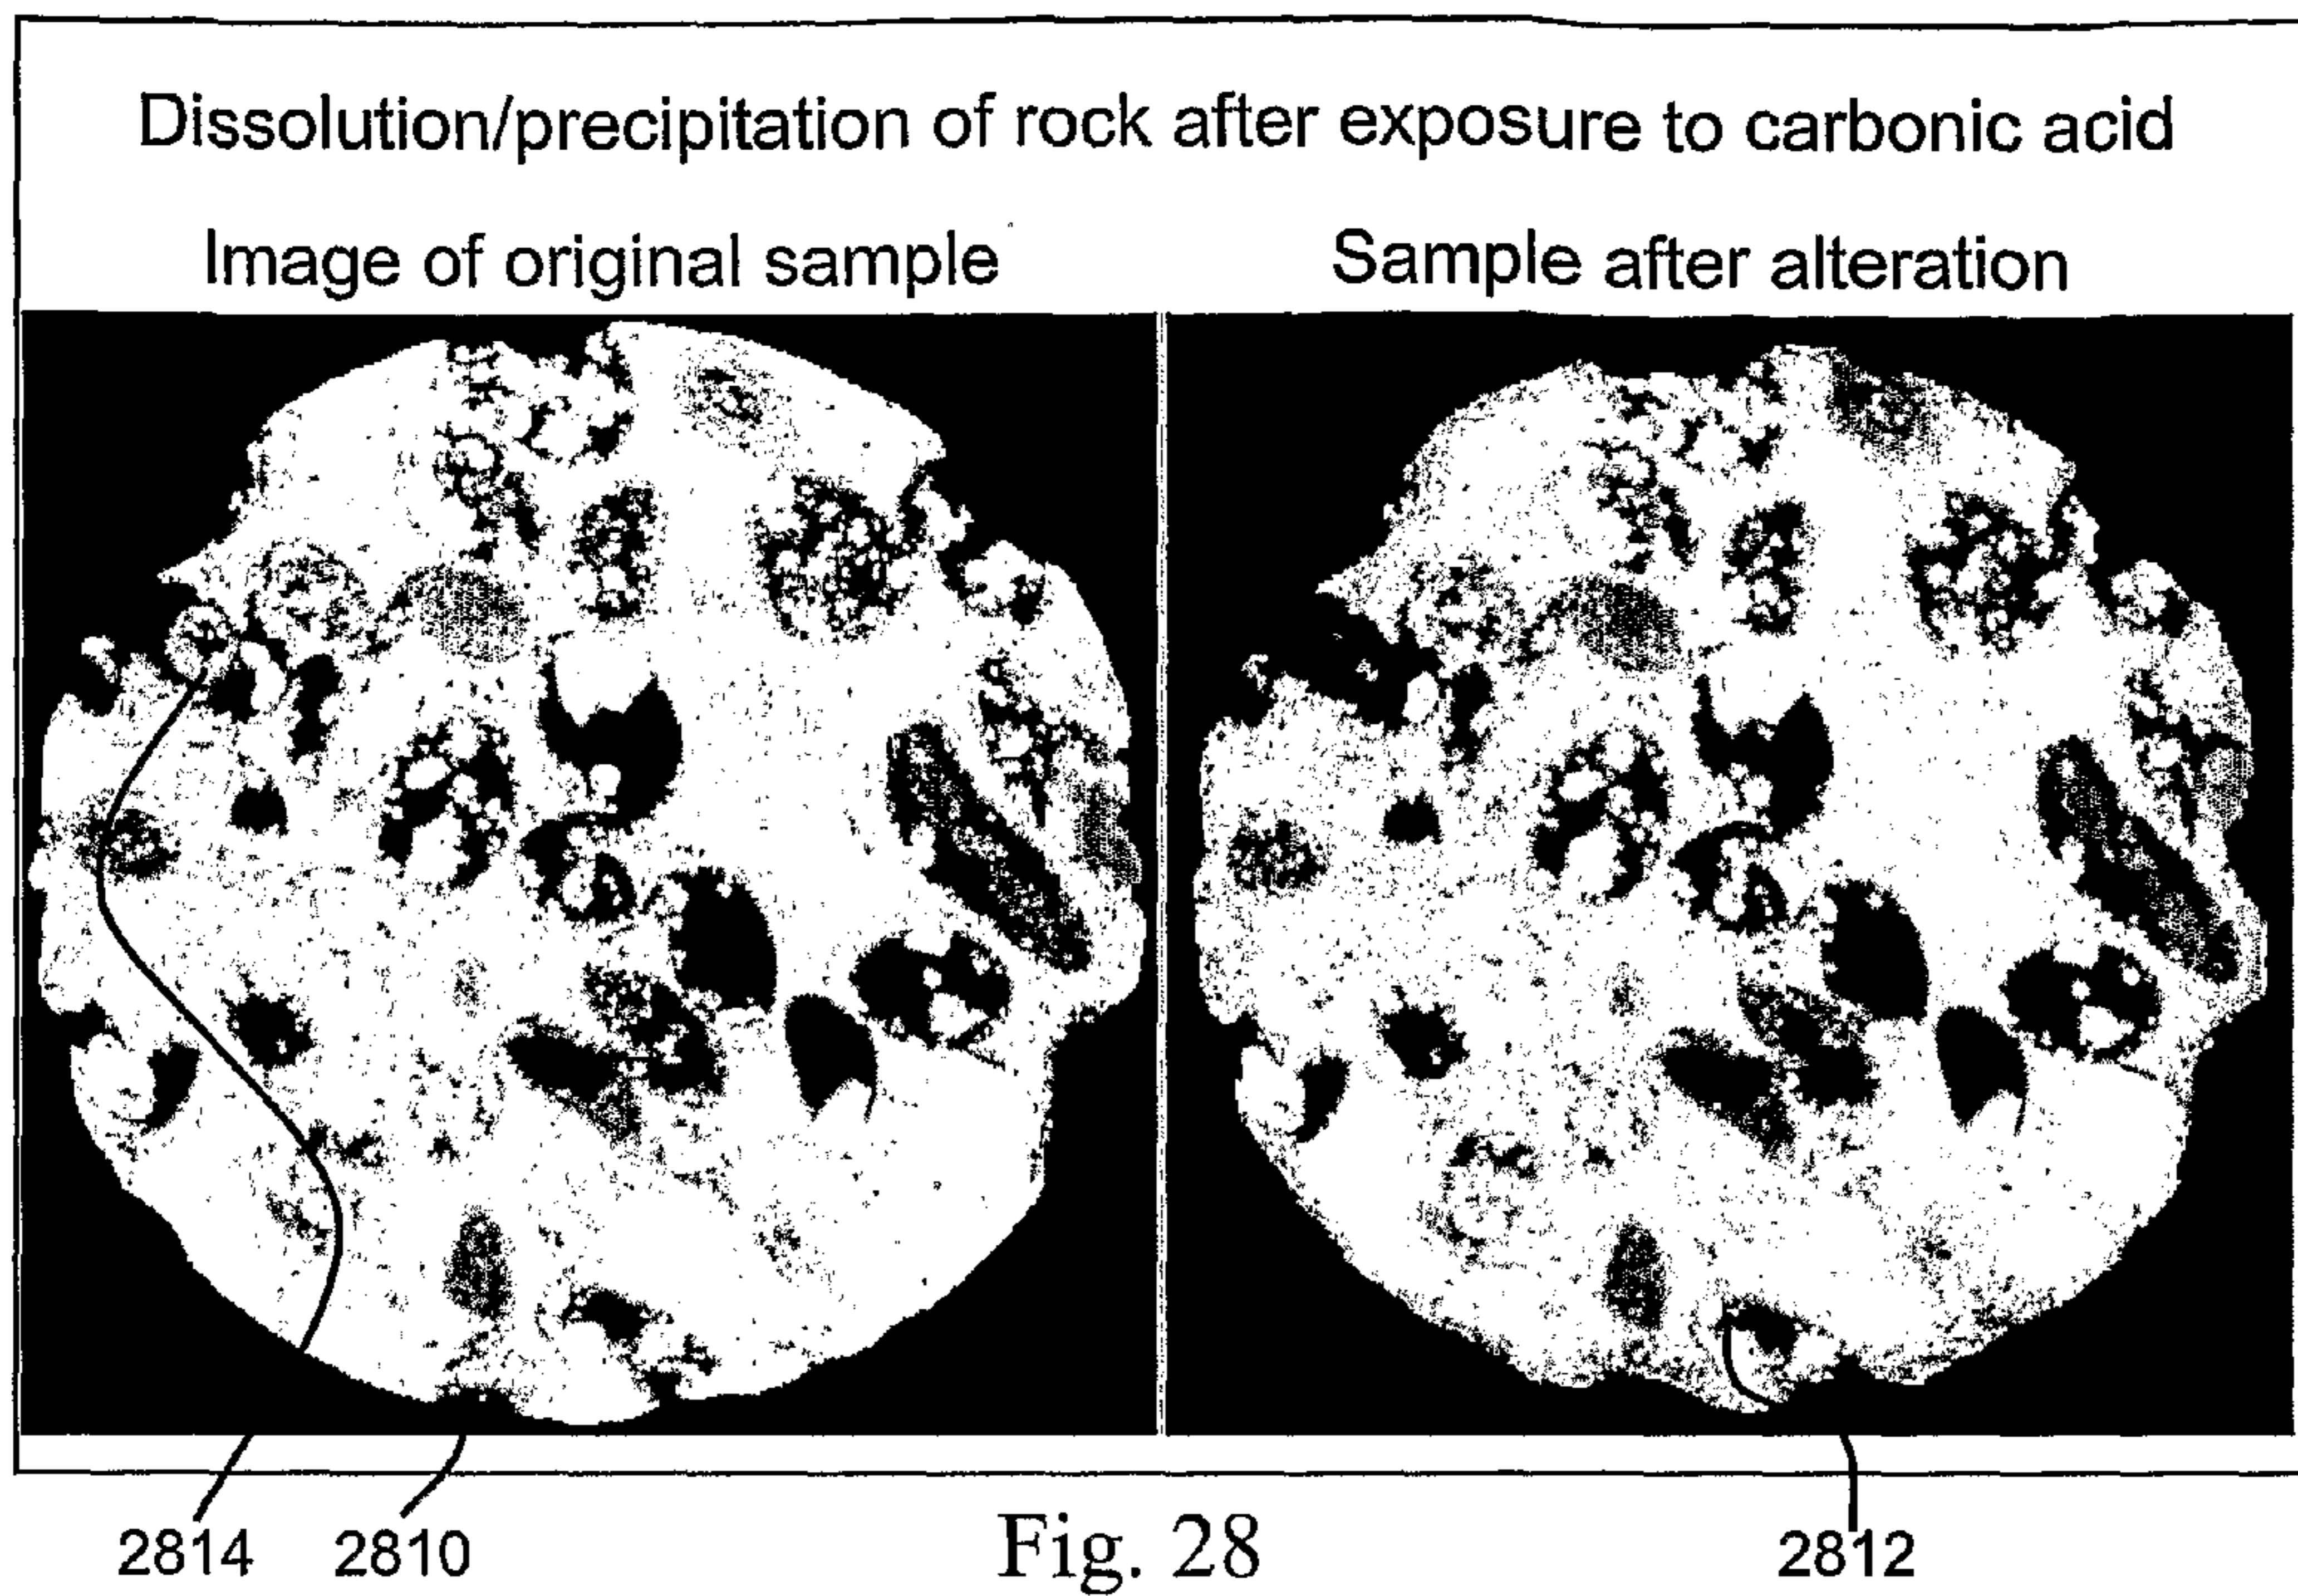 Dissolution/precipitation of rock after exposure to carbonic acid
Image of original sample
Sample after alteration
2814
2810
Fig. 28
2812